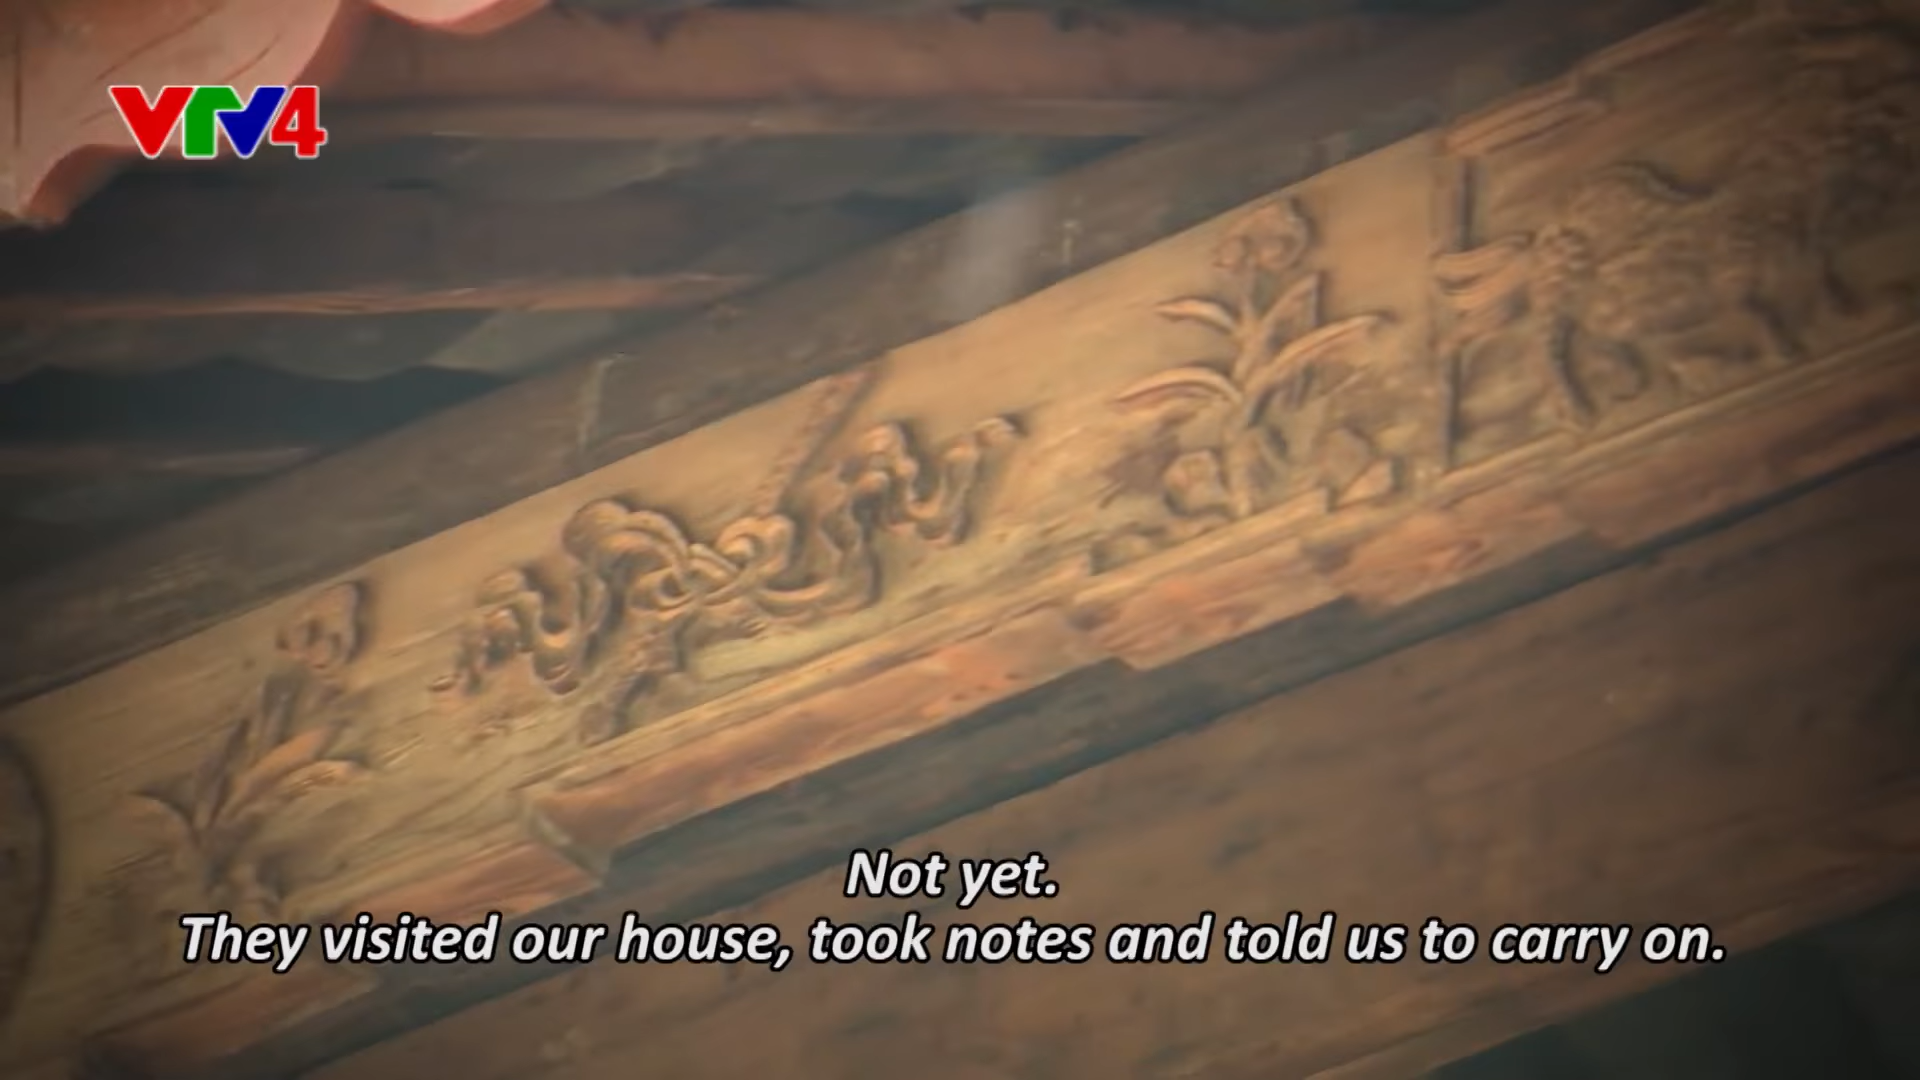 VTV4
Not yet.
They visited our house, took notes and told us to carry on.